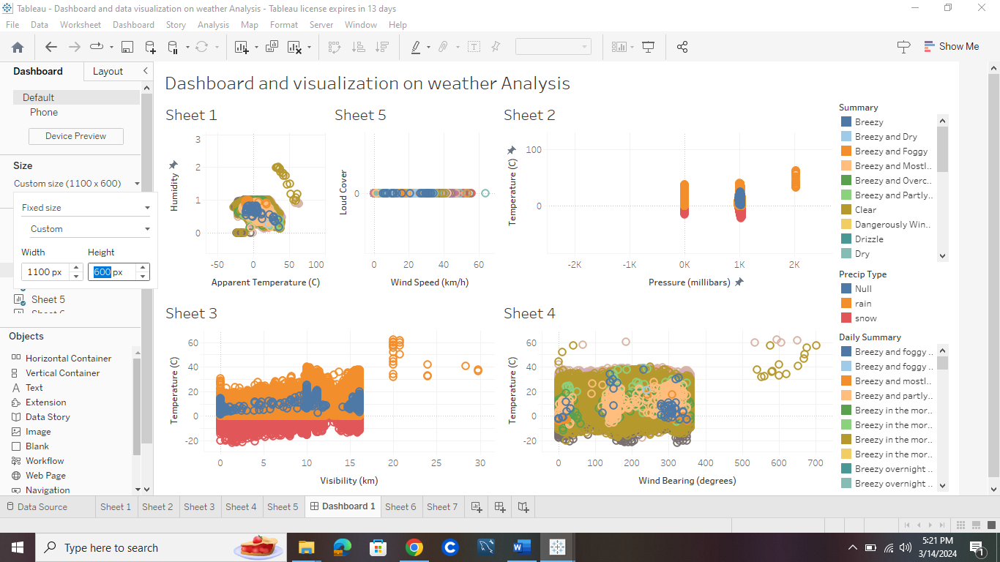 Tableau - Dashboard and data visualization on weather Analysis - Tableau license expires in 13 days
File Data Worksheet Dashboard Story Analysis Map Format Server Window Help
Show Me
Dashboard Layout
Default
Phone
Device Preview
Size
Custom size (1100 x 600)
Fixed size
Custom
Width Height
1100 px 600 px
Sheet 5
Objects
Horizontal Container
Vertical Container
Text
Extension
Data Story
Image
Blank
Workflow
Web Page
Navigation
Dashboard and visualization on weather Analysis
Sheet 1
Humidity
3
2
1
0
-50 0 50 100
Apparent Temperature (C)
Sheet 5
Loud Cover
0
0 20 40 60
Wind Speed (km/h)
Sheet 2
Temperature (C)
100
0
-2K -1K 0K 1K 2K
Pressure (millibars)
Sheet 3
Temperature (C)
60
40
20
0
-20
0 5 10 15 20 25 30
Visibility (km)
Sheet 4
Temperature (C)
60
40
20
0
-20
0 100 200 300 400 500 600 700
Wind Bearing (degrees)
Summary
Breezy
Breezy and Dry
Breezy and Foggy
Breezy and Mostl..
Breezy and Overc..
Breezy and Partly..
Clear
Dangerously Win..
Drizzle
Dry
Precip Type
Null
rain
snow
Daily Summary
Breezy and foggy ..
Breezy and foggy ..
Breezy and mostl..
Breezy and partly..
Breezy in the mor..
Breezy in the mor..
Breezy in the mor..
Breezy in the mor..
Breezy overnight ..
Breezy overnight ..
Data Source Sheet 1 Sheet 2 Sheet 3 Sheet 4 Sheet 5 Dashboard 1 Sheet 6 Sheet 7
Type here to search
5:21 PM
3/14/2024
1